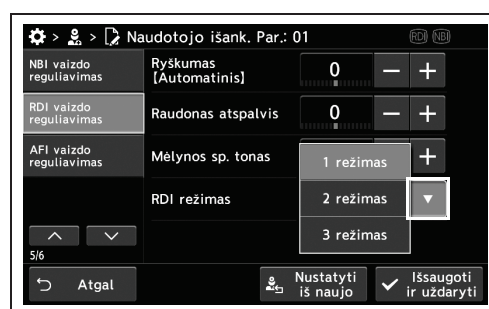 > > Naudotojo išank. Par.: 01 RDI NBI
NBI vaizdo
reguliavimas
RDI vaizdo
reguliavimas
AFI vaizdo
reguliavimas
5/6
Ryškumas
[Automatinis]
0 − +
Raudonas atspalvis 0 − +
Mėlynos sp. tonas +
RDI režimas
1 režimas
2 režimas
3 režimas
Atgal
Nustatyti
iš naujo
Išsaugoti
ir uždaryti